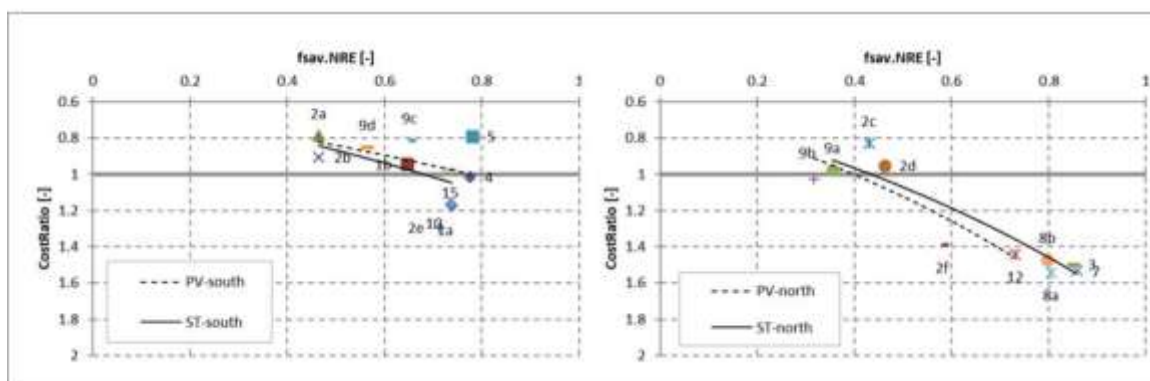 fsav.NRE [-]
0 0.2 0.4 0.6 0.8 1
CostRatio [-]
0.6
0.8
1
1.2
1.4
1.6
1.8
2
2a
9d
9c
5
2b
1b
4
15
2e
10
1a
PV-south
ST-south
fsav.NRE [-]
0 0.2 0.4 0.6 0.8 1
CostRatio [-]
0.6
0.8
1
1.2
1.4
1.6
1.8
2
2c
9b
9a
2d
8b
2f
12
3
7
8a
PV-north
ST-north